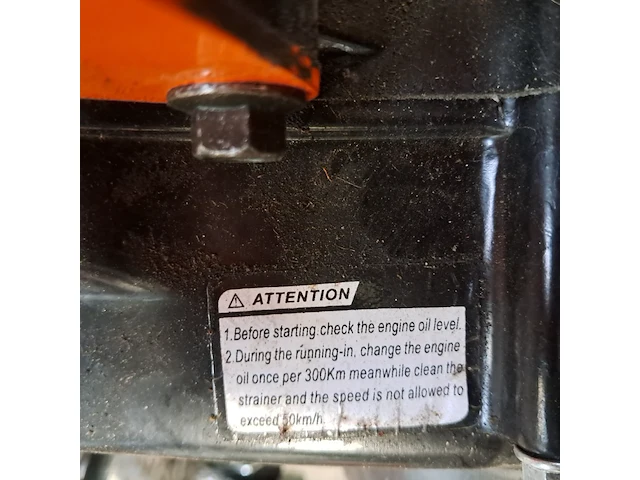 ATTENTION
1.Before starting check the engine oil level.
2.During the running-in, change the engine
oil once per 300Km meanwhile clean the
strainer and the speed is not allowed to
exceed 50km/h.